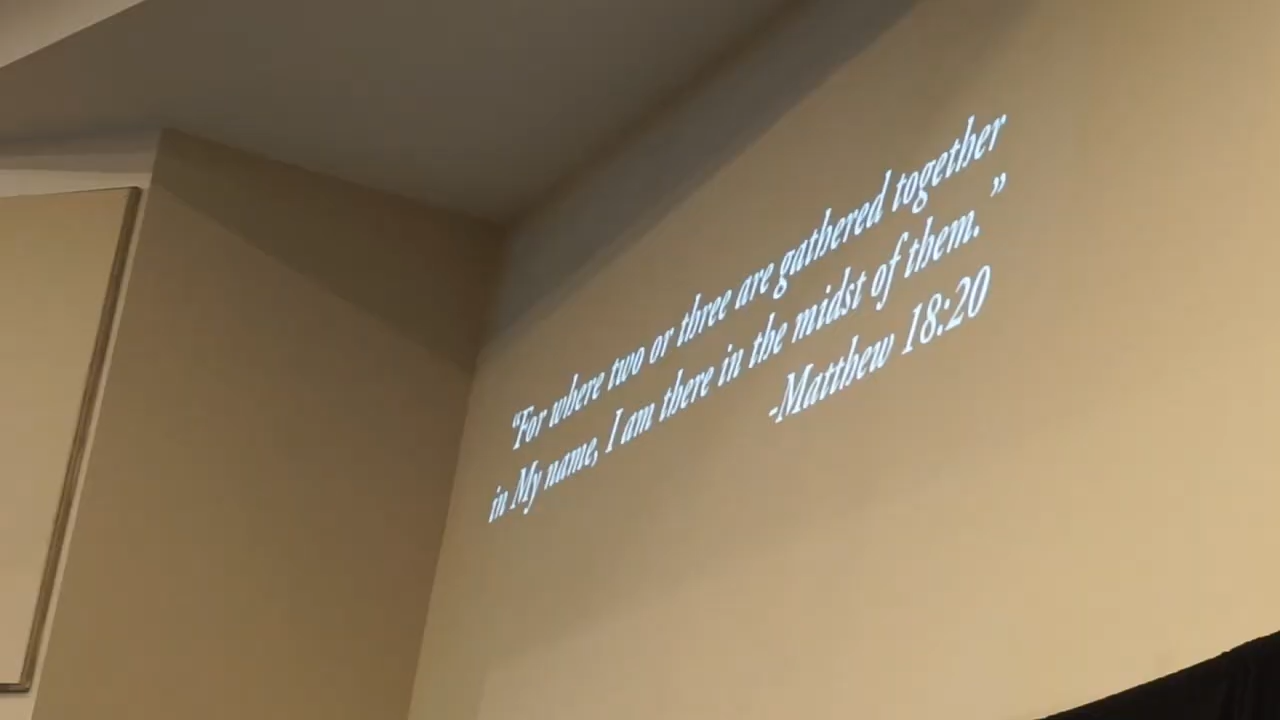 “For where two or three are gathered together
in My name, I am there in the midst of them.”
-Matthew 18:20